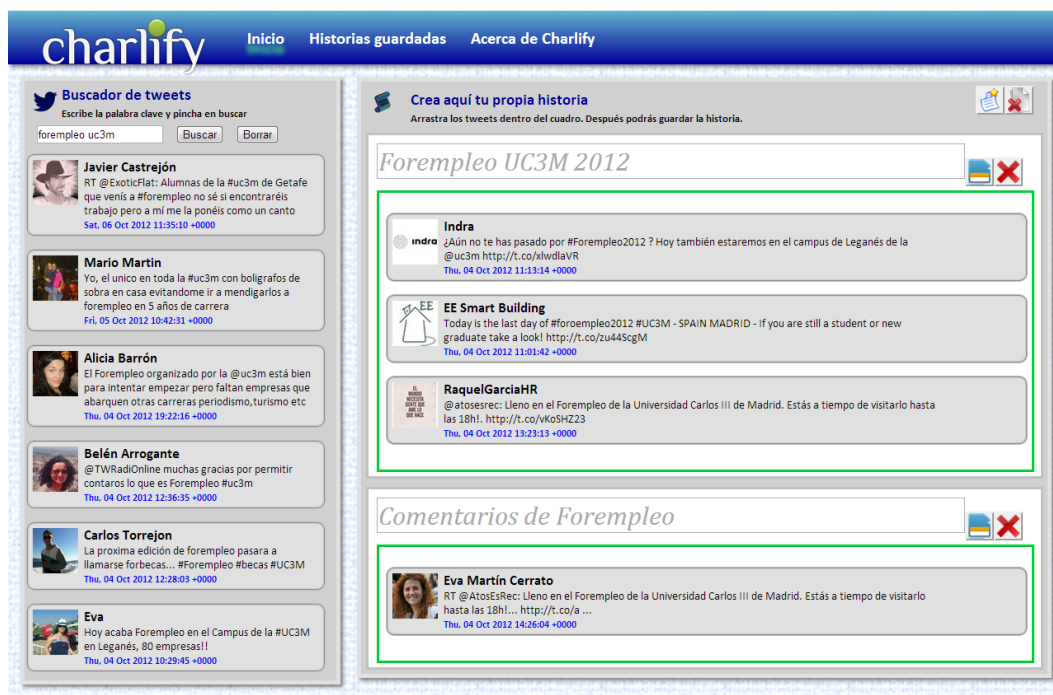 charlify
Inicio Historias guardadas Acerca de Charlify
Buscador de tweets
Escribe la palabra clave y pincha en buscar
forempleo uc3m Buscar Borrar
Javier Castrejón
RT @ExoticFlat: Alumnas de la #uc3m de Getafe
que venís a #forempleo no sé si encontraréis
trabajo pero a mí me la ponéis como un canto
Sat, 06 Oct 2012 11:35:10 +0000
Mario Martin
Yo, el unico en toda la #uc3m con boligrafos de
sobra en casa evitandome ir a mendigarlos a
forempleo en 5 años de carrera
Fri, 05 Oct 2012 10:42:31 +0000
Alicia Barrón
El Forempleo organizado por la @uc3m está bien
para intentar empezar pero faltan empresas que
abarquen otras carreras periodismo,turismo etc
Thu, 04 Oct 2012 19:22:16 +0000
Belén Arrogante
@TWRadiOnline muchas gracias por permitir
contaros lo que es Forempleo #uc3m
Thu, 04 Oct 2012 12:36:35 +0000
Carlos Torrejon
La proxima edición de forempleo pasara a
llamarse forbecas... #Forempleo #becas #UC3M
Thu, 04 Oct 2012 12:28:03 +0000
Eva
Hoy acaba Forempleo en el Campus de la #UC3M
en Leganés, 80 empresas!!
Thu, 04 Oct 2012 10:29:45 +0000
Crea aquí tu propia historia
Arrastra los tweets dentro del cuadro. Después podrás guardar la historia.
Forempleo UC3M 2012
indra
Indra
¿Aún no te has pasado por #Forempleo2012 ? Hoy también estaremos en el campus de Leganés de la
@uc3m http://t.co/xlwdlaVR
Thu, 04 Oct 2012 11:13:14 +0000
EE
EE Smart Building
Today is the last day of #foroempleo2012 #UC3M - SPAIN MADRID - If you are still a student or new
graduate take a look! http://t.co/zu44ScgM
Thu, 04 Oct 2012 11:01:42 +0000
EL
MUNDO
NECESITA
GENTE QUE
AME LO
QUE HACE
RaquelGarciaHR
@atosesrec: Lleno en el Forempleo de la Universidad Carlos III de Madrid. Estás a tiempo de visitarlo hasta
las 18h!. http://t.co/vKoSHZ23
Thu, 04 Oct 2012 13:23:13 +0000
Comentarios de Forempleo
Eva Martín Cerrato
RT @AtosEsRec: Lleno en el Forempleo de la Universidad Carlos III de Madrid. Estás a tiempo de visitarlo
hasta las 18h!... http://t.co/a ...
Thu, 04 Oct 2012 14:26:04 +0000